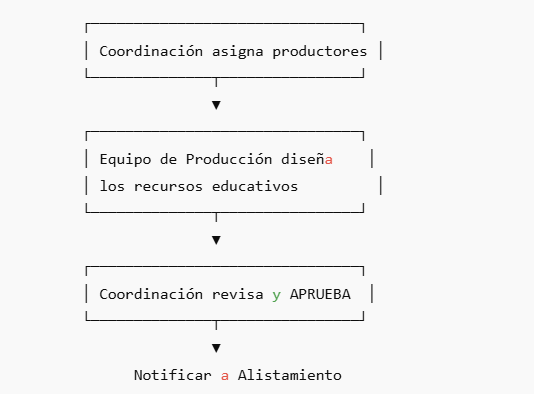 Coordinación asigna productores
Equipo de Producción diseña
los recursos educativos
Coordinación revisa y APRUEBA
Notificar a Alistamiento